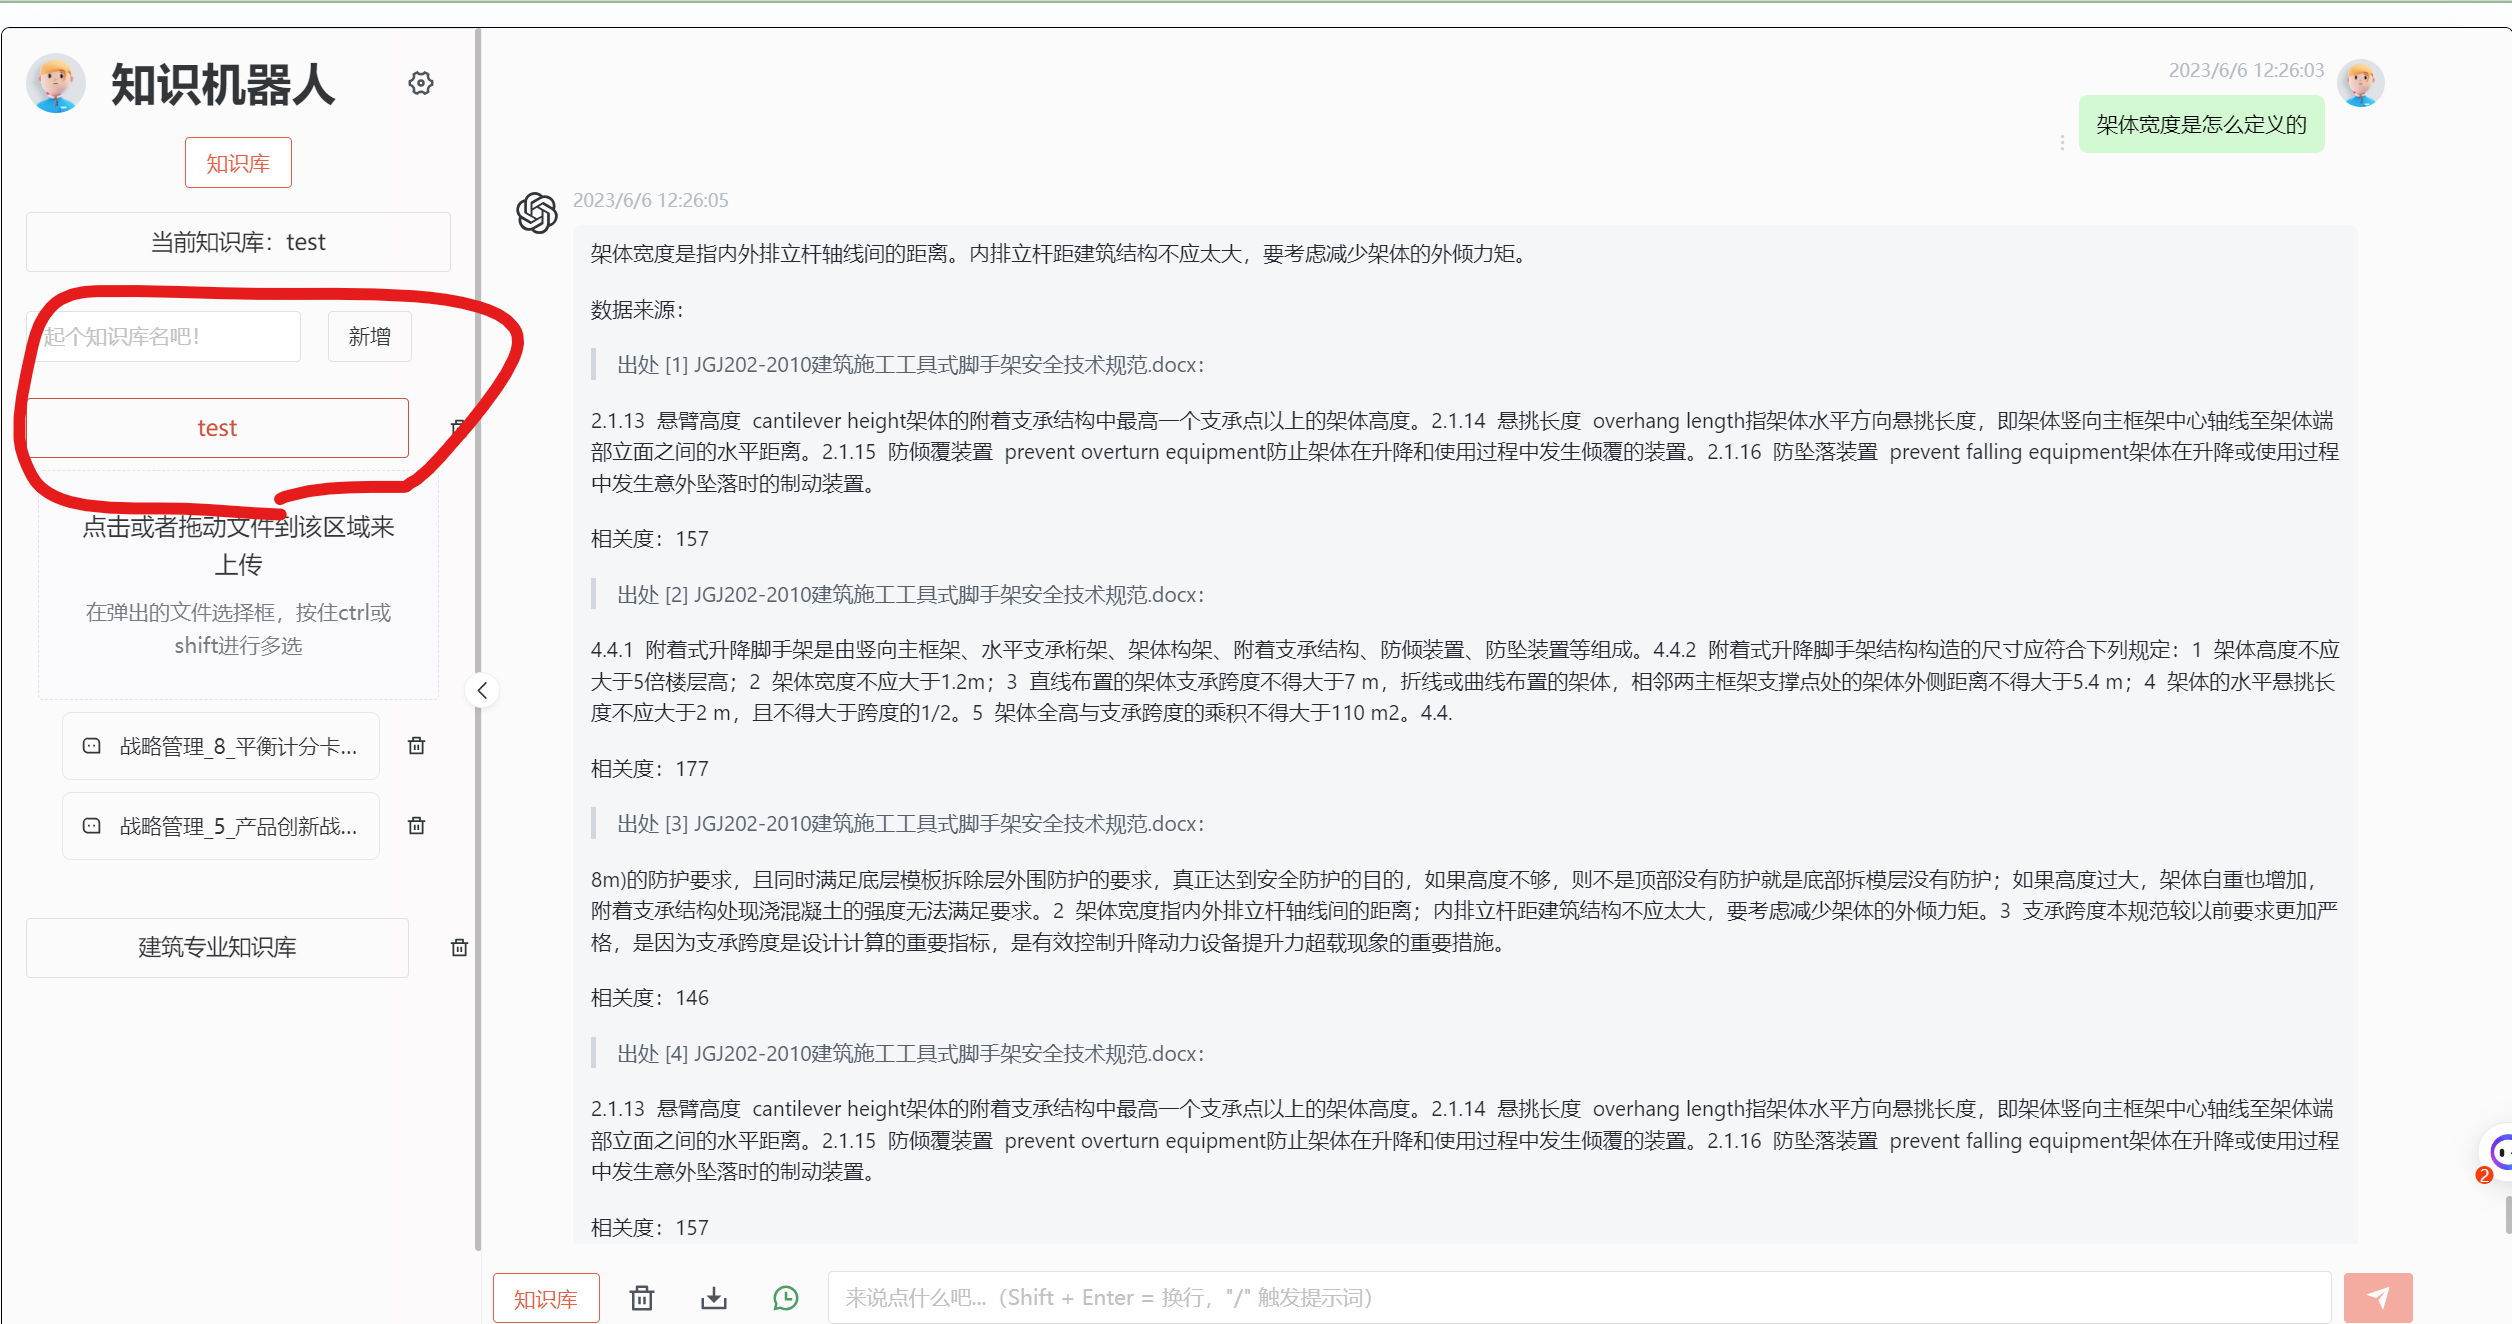 知识机器人
知识库
当前知识库：test
起个知识库名吧！
新增
test
点击或者拖动文件到该区域来
上传
在弹出的文件选择框，按住ctrl或
shift进行多选
战略管理_8_平衡计分卡...
战略管理_5_产品创新战...
建筑专业知识库
2023/6/6 12:26:03
架体宽度是怎么定义的
2023/6/6 12:26:05
架体宽度是指内外排立杆轴线间的距离。内排立杆距建筑结构不应太大，要考虑减少架体的外倾力矩。
数据来源：
出处 [1] JGJ202-2010建筑施工工具式脚手架安全技术规范.docx：
2.1.13 悬臂高度 cantilever height架体的附着支承结构中最高一个支承点以上的架体高度。2.1.14 悬挑长度 overhang length指架体水平方向悬挑长度，即架体竖向主框架中心轴线至架体端
部立面之间的水平距离。2.1.15 防倾覆装置 prevent overturn equipment防止架体在升降和使用过程中发生倾覆的装置。2.1.16 防坠落装置 prevent falling equipment架体在升降或使用过程
中发生意外坠落时的制动装置。
相关度：157
出处 [2] JGJ202-2010建筑施工工具式脚手架安全技术规范.docx：
4.4.1 附着式升降脚手架是由竖向主框架、水平支承桁架、架体构架、附着支承结构、防倾装置、防坠装置等组成。4.4.2 附着式升降脚手架结构构造的尺寸应符合下列规定：1 架体高度不应
大于5倍楼层高；2 架体宽度不应大于1.2m；3 直线布置的架体支承跨度不得大于7 m，折线或曲线布置的架体，相邻两主框架支撑点处的架体外侧距离不得大于5.4 m；4 架体的水平悬挑长
度不应大于2 m，且不得大于跨度的1/2。5 架体全高与支承跨度的乘积不得大于110 m2。4.4.
相关度：177
出处 [3] JGJ202-2010建筑施工工具式脚手架安全技术规范.docx：
8m)的防护要求，且同时满足底层模板拆除层外围防护的要求，真正达到安全防护的目的，如果高度不够，则不是顶部没有防护就是底部拆模层没有防护；如果高度过大，架体自重也增加，
附着支承结构处现浇混凝土的强度无法满足要求。2 架体宽度指内外排立杆轴线间的距离；内排立杆距建筑结构不应太大，要考虑减少架体的外倾力矩。3 支承跨度本规范较以前要求更加严
格，是因为支承跨度是设计计算的重要指标，是有效控制升降动力设备提升力超载现象的重要措施。
相关度：146
出处 [4] JGJ202-2010建筑施工工具式脚手架安全技术规范.docx：
2.1.13 悬臂高度 cantilever height架体的附着支承结构中最高一个支承点以上的架体高度。2.1.14 悬挑长度 overhang length指架体水平方向悬挑长度，即架体竖向主框架中心轴线至架体端
部立面之间的水平距离。2.1.15 防倾覆装置 prevent overturn equipment防止架体在升降和使用过程中发生倾覆的装置。2.1.16 防坠落装置 prevent falling equipment架体在升降或使用过程
中发生意外坠落时的制动装置。
相关度：157
2
知识库
来说点什么吧...（Shift + Enter = 换行，"/" 触发提示词）